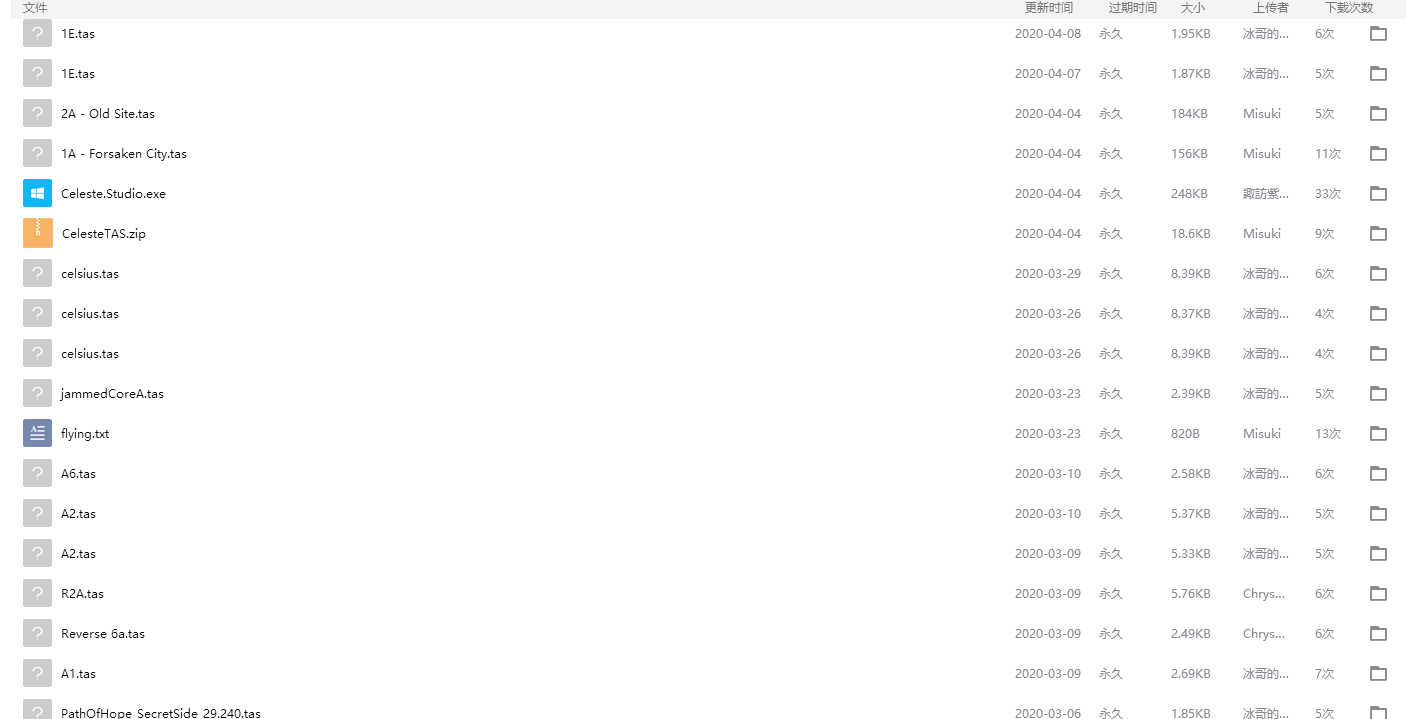 文件 更新时间 过期时间 大小 上传者 下载次数
1E.tas 2020-04-08 永久 1.95KB 冰哥的... 6次
1E.tas 2020-04-07 永久 1.87KB 冰哥的... 5次
2A - Old Site.tas 2020-04-04 永久 184KB Misuki 5次
1A - Forsaken City.tas 2020-04-04 永久 156KB Misuki 11次
Celeste.Studio.exe 2020-04-04 永久 248KB 諏訪紫... 33次
CelesteTAS.zip 2020-04-04 永久 18.6KB Misuki 9次
celsius.tas 2020-03-29 永久 8.39KB 冰哥的... 6次
celsius.tas 2020-03-26 永久 8.37KB 冰哥的... 4次
celsius.tas 2020-03-26 永久 8.39KB 冰哥的... 4次
jammedCoreA.tas 2020-03-23 永久 2.39KB 冰哥的... 5次
flying.txt 2020-03-23 永久 820B Misuki 13次
A6.tas 2020-03-10 永久 2.58KB 冰哥的... 6次
A2.tas 2020-03-10 永久 5.37KB 冰哥的... 5次
A2.tas 2020-03-09 永久 5.33KB 冰哥的... 5次
R2A.tas 2020-03-09 永久 5.76KB Chrys... 6次
Reverse 6a.tas 2020-03-09 永久 2.49KB Chrys... 6次
A1.tas 2020-03-09 永久 2.69KB 冰哥的... 7次
PathOfHope_SecretSide_29.240.tas 2020-03-06 永久 1.85KB 冰哥的... 5次